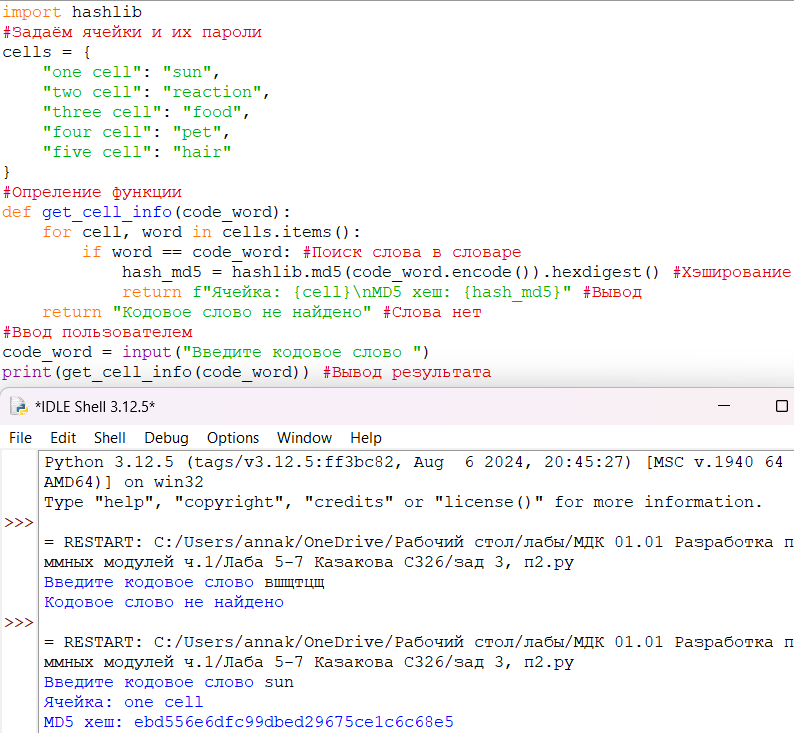 import hashlib
#Задаём ячейки и их пароли
cells = {
    "one cell": "sun",
    "two cell": "reaction",
    "three cell": "food",
    "four cell": "pet",
    "five cell": "hair"
}
#Опреление функции
def get_cell_info(code_word):
    for cell, word in cells.items():
        if word == code_word: #Поиск слова в словаре
            hash_md5 = hashlib.md5(code_word.encode()).hexdigest() #Хэширование
            return f"Ячейка: {cell}\nMD5 хеш: {hash_md5}" #Вывод
    return "Кодовое слово не найдено" #Слова нет
#Ввод пользователем
code_word = input("Введите кодовое слово ")
print(get_cell_info(code_word)) #Вывод результата
*IDLE Shell 3.12.5*
File Edit Shell Debug Options Window Help
Python 3.12.5 (tags/v3.12.5:ff3bc82, Aug  6 2024, 20:45:27) [MSC v.1940 64
AMD64)] on win32
Type "help", "copyright", "credits" or "license()" for more information.
>>>
= RESTART: C:/Users/annak/OneDrive/Рабочий стол/лабы/МДК 01.01 Разработка п
ммных модулей ч.1/Лаба 5-7 Казакова С326/зад 3, п2.py
Введите кодовое слово вшщтцщ
Кодовое слово не найдено
>>>
= RESTART: C:/Users/annak/OneDrive/Рабочий стол/лабы/МДК 01.01 Разработка п
ммных модулей ч.1/Лаба 5-7 Казакова С326/зад 3, п2.py
Введите кодовое слово sun
Ячейка: one cell
MD5 хеш: ebd556e6dfc99dbed29675ce1c6c68e5